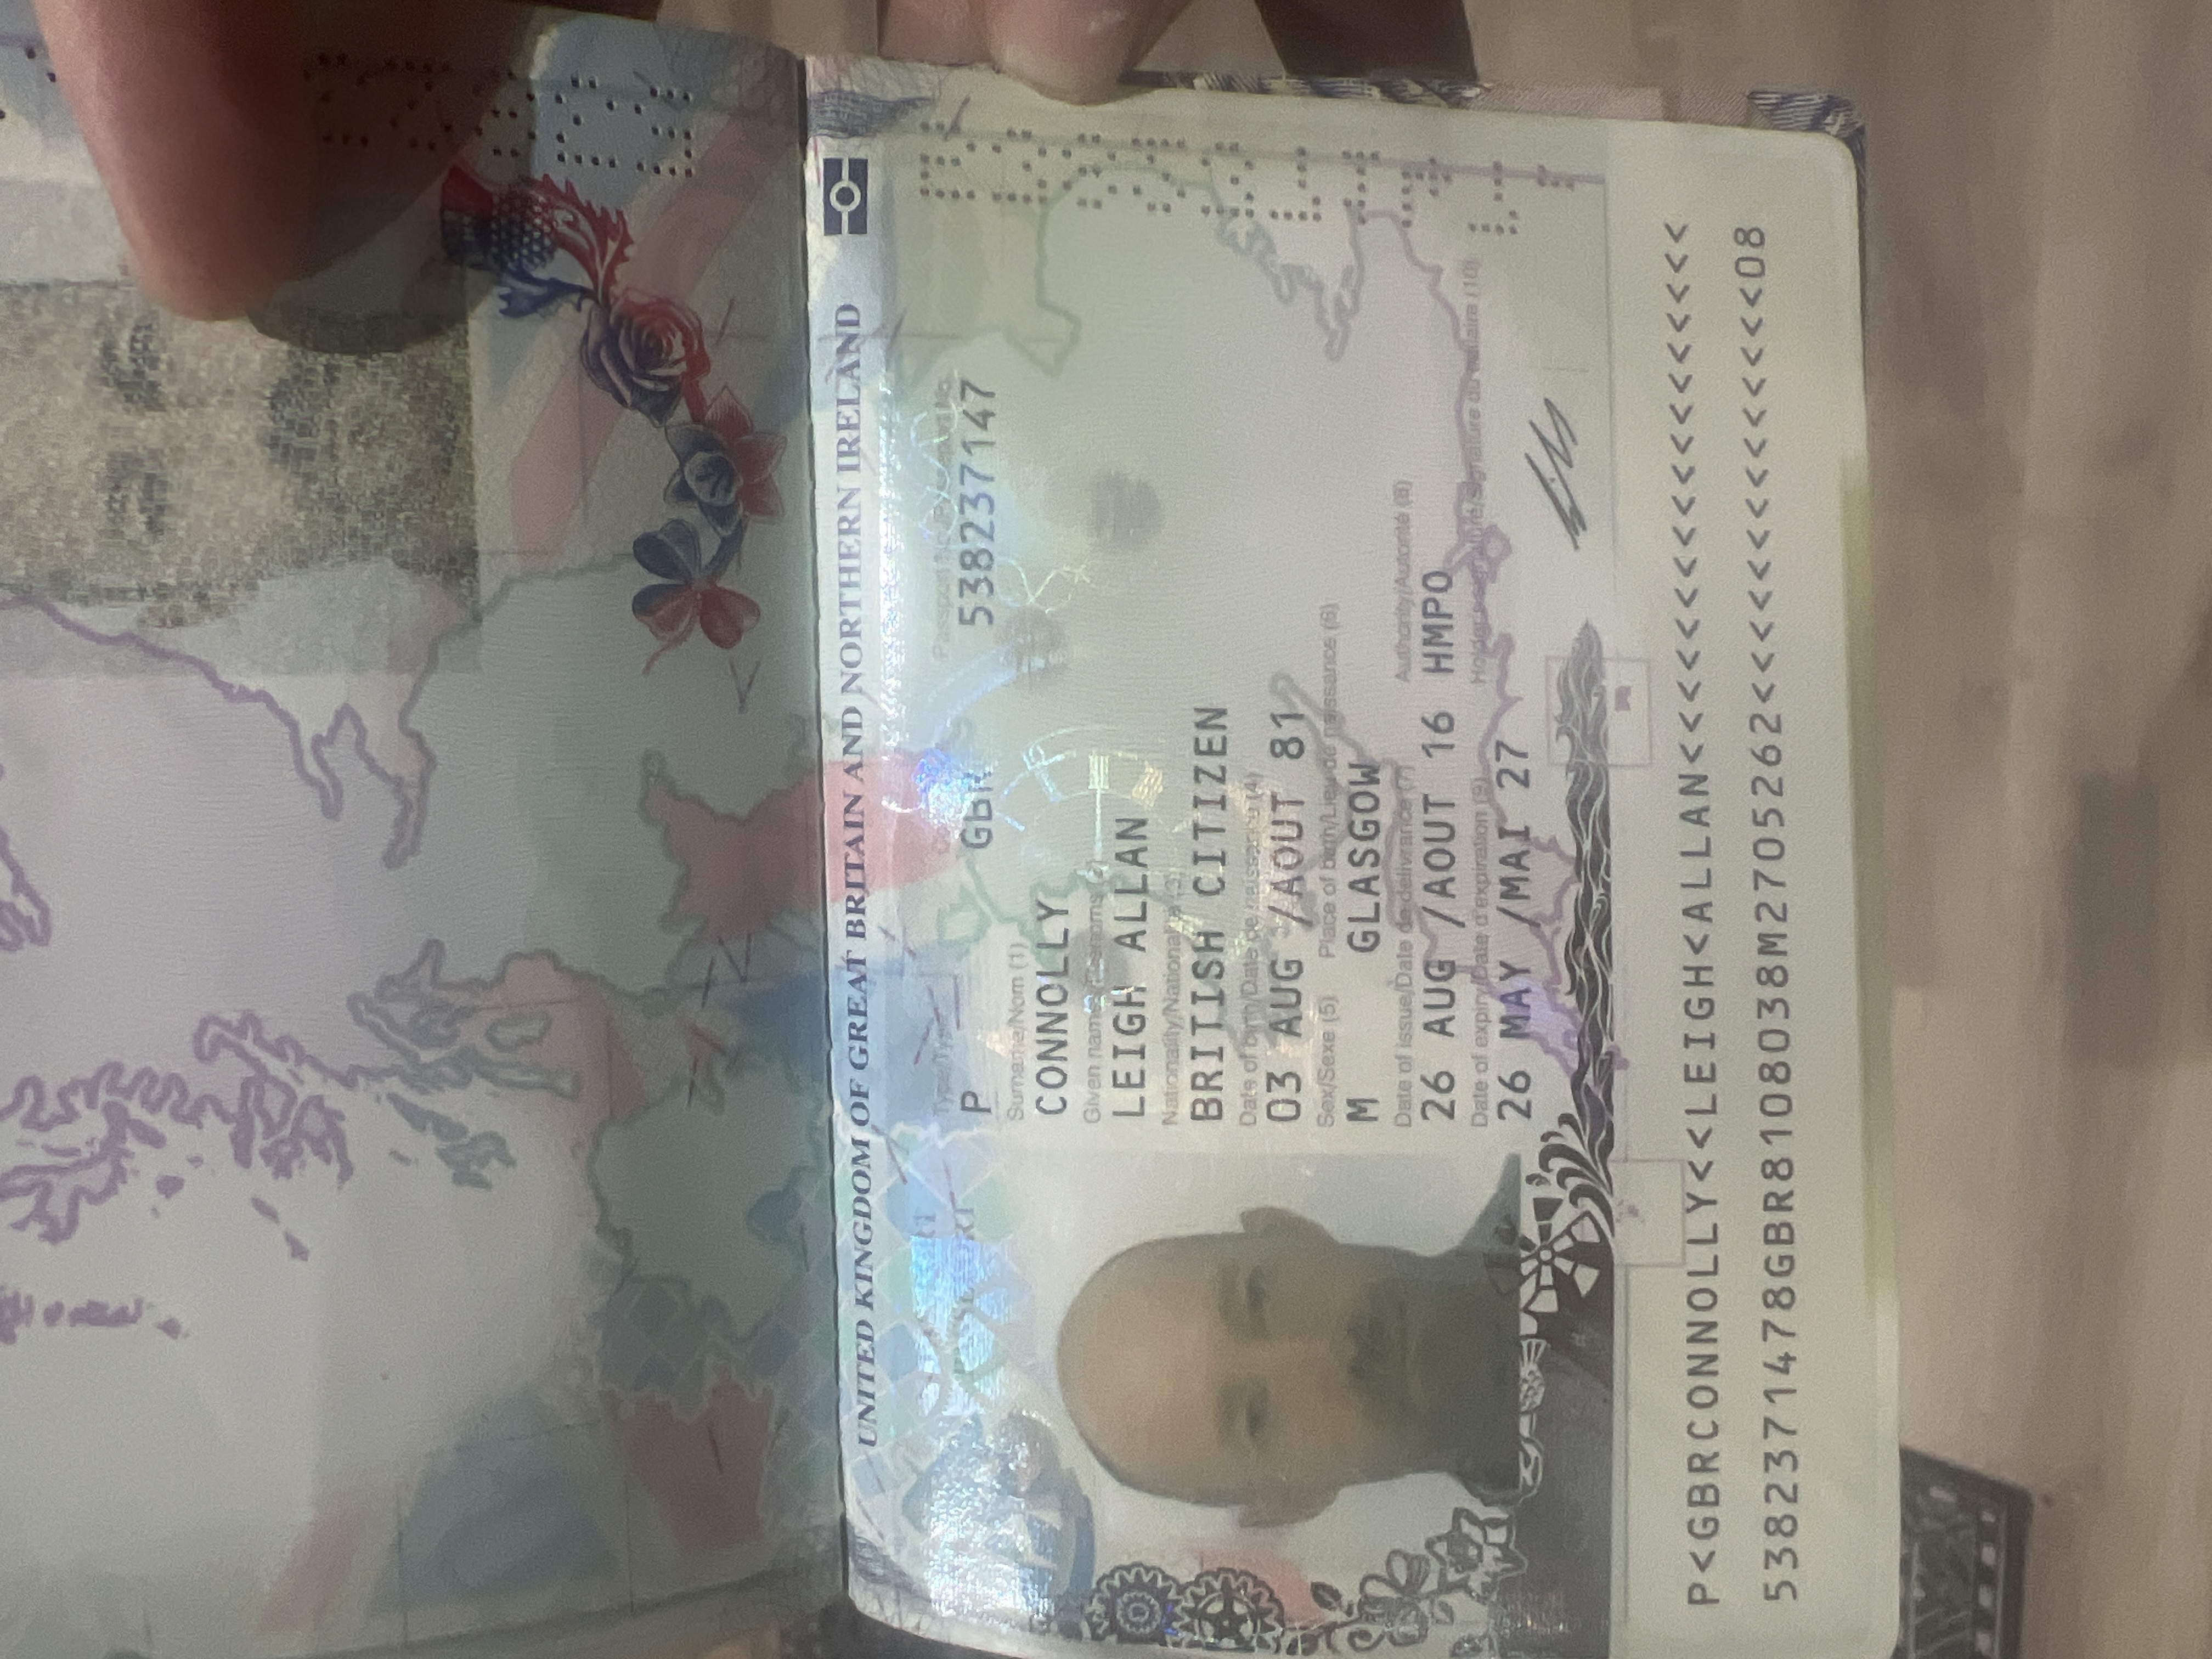 UNITED KINGDOM OF GREAT BRITAIN AND NORTHERN IRELAND
Type/Type Passport No./Passeport No.
P GBR 538237147
Surname/Nom (1)
CONNOLLY
Given names/Prénoms (2)
LEIGH ALLAN
Nationality/Nationalité (3)
BRITISH CITIZEN
Date of birth/Date de naissance (4)
03 AUG /AOUT 81
Sex/Sexe (5) Place of birth/Lieu de naissance (6)
M GLASGOW
Date of issue/Date de délivrance (7) Authority/Autorité (8)
26 AUG /AOUT 16 HMPO
Date of expiry/Date d'expiration (9) Holder's signature/Signature du titulaire (10)
26 MAY /MAI 27
P<GBRCONNOLLY<<LEIGH<ALLAN<<<<<<<<<<<<<<<<<<
5382371478GBR8108038M2705262<<<<<<<<<<<<<<08